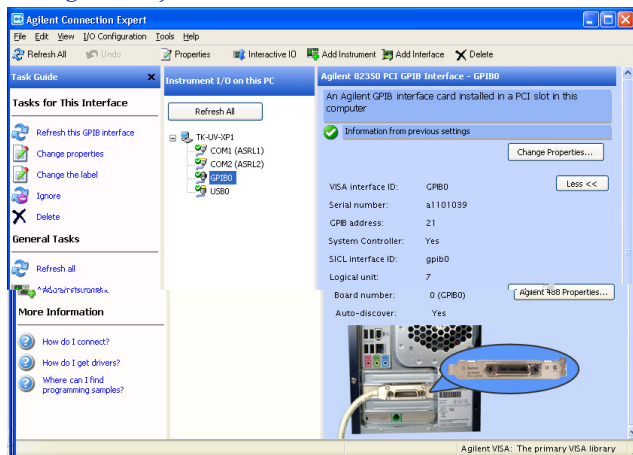 Agilent Connection Expert
File Edit View I/O Configuration Tools Help
Refresh All Undo Properties Interactive IO Add Instrument Add Interface Delete
Task Guide
Tasks for This Interface
Refresh this GPIB interface
Change properties
Change the label
Ignore
Delete
General Tasks
Refresh all
More Information
How do I connect?
How do I get drivers?
Where can I find
programming samples?
Instrument I/O on this PC
Refresh All
TK-UV-XP1
COM1 (ASRL1)
COM2 (ASRL2)
GPIB0
USB0
Agilent 82350 PCI GPIB Interface - GPIB0
An Agilent GPIB interface card installed in a PCI slot in this
computer
Information from previous settings
Change Properties...
Less <<
VISA interface ID: GPIB0
Serial number: a1101039
GPIB address: 21
System Controller: Yes
SICL interface ID: gpib0
Logical unit: 7
Board number: 0 (GPIB0)
Agilent 488 Properties...
Auto-discover: Yes
Agilent VISA: The primary VISA library